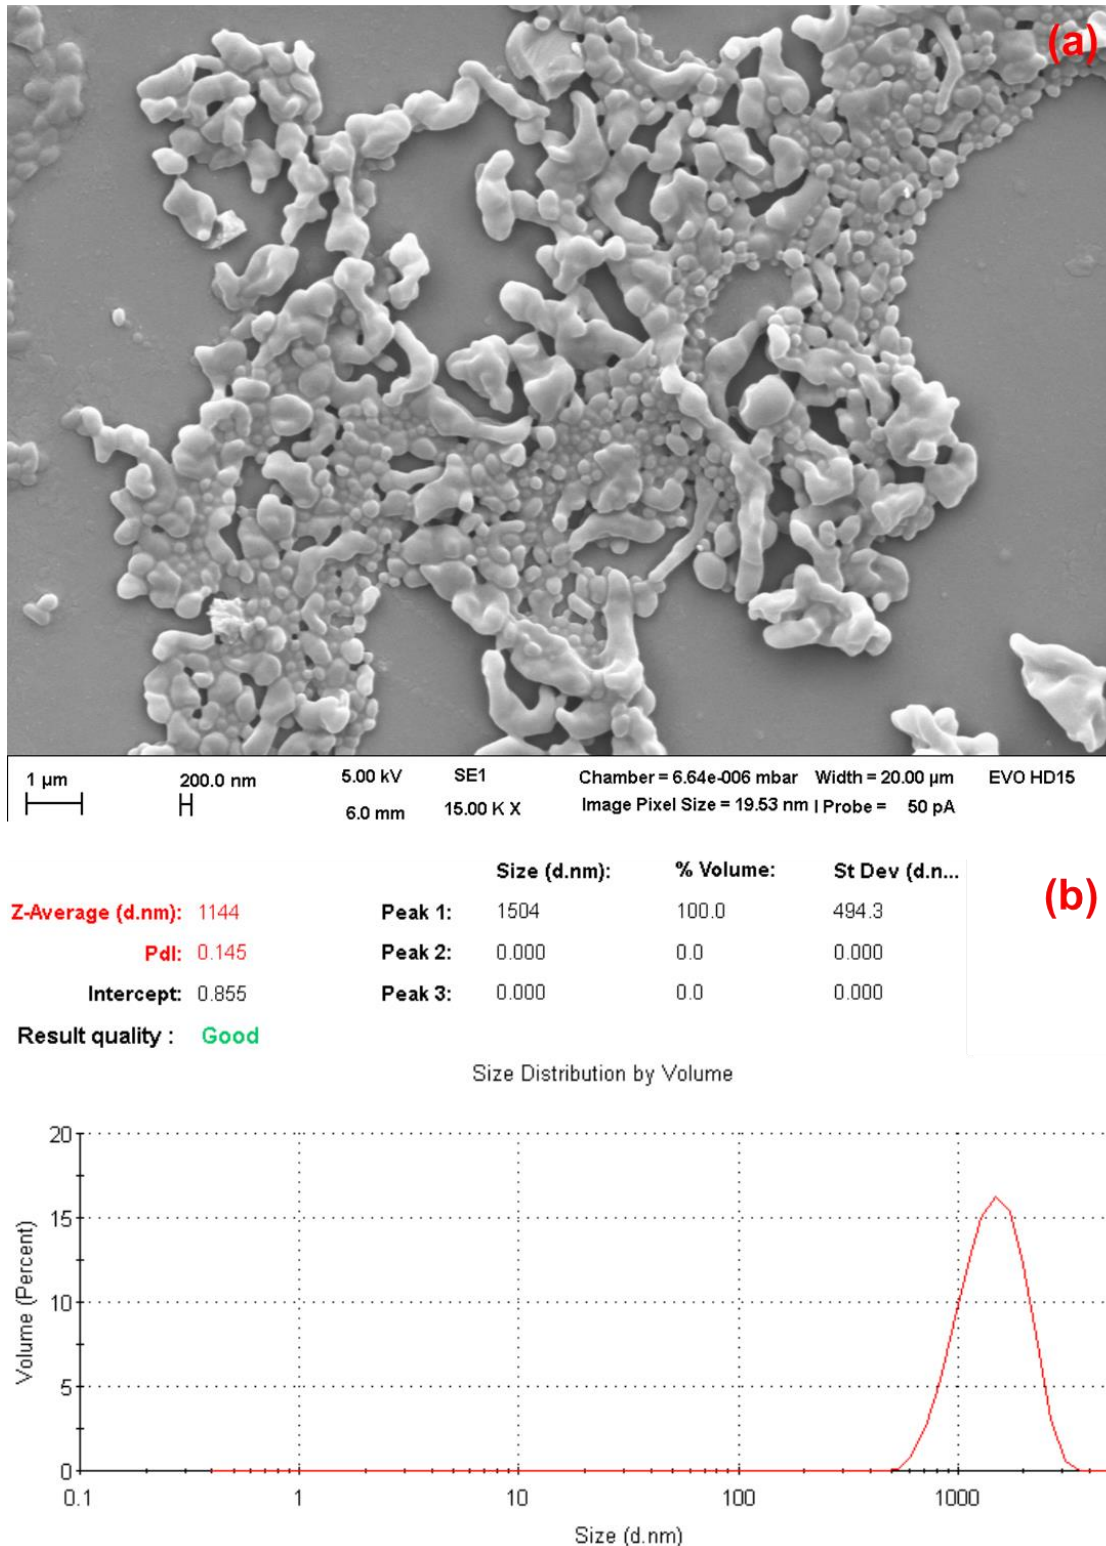 (a)
1 µm 200.0 nm 5.00 kV SE1 Chamber = 6.64e-006 mbar Width = 20.00 µm EVO HD15
6.0 mm 15.00 K X Image Pixel Size = 19.53 nm I Probe = 50 pA
(b)
Size (d.nm): % Volume: St Dev (d.n...
Z-Average (d.nm): 1144 Peak 1: 1504 100.0 494.3
PdI: 0.145 Peak 2: 0.000 0.0 0.000
Intercept: 0.855 Peak 3: 0.000 0.0 0.000
Result quality : Good
Size Distribution by Volume
Volume (Percent)
20
15
10
5
0
0.1 1 10 100 1000
Size (d.nm)